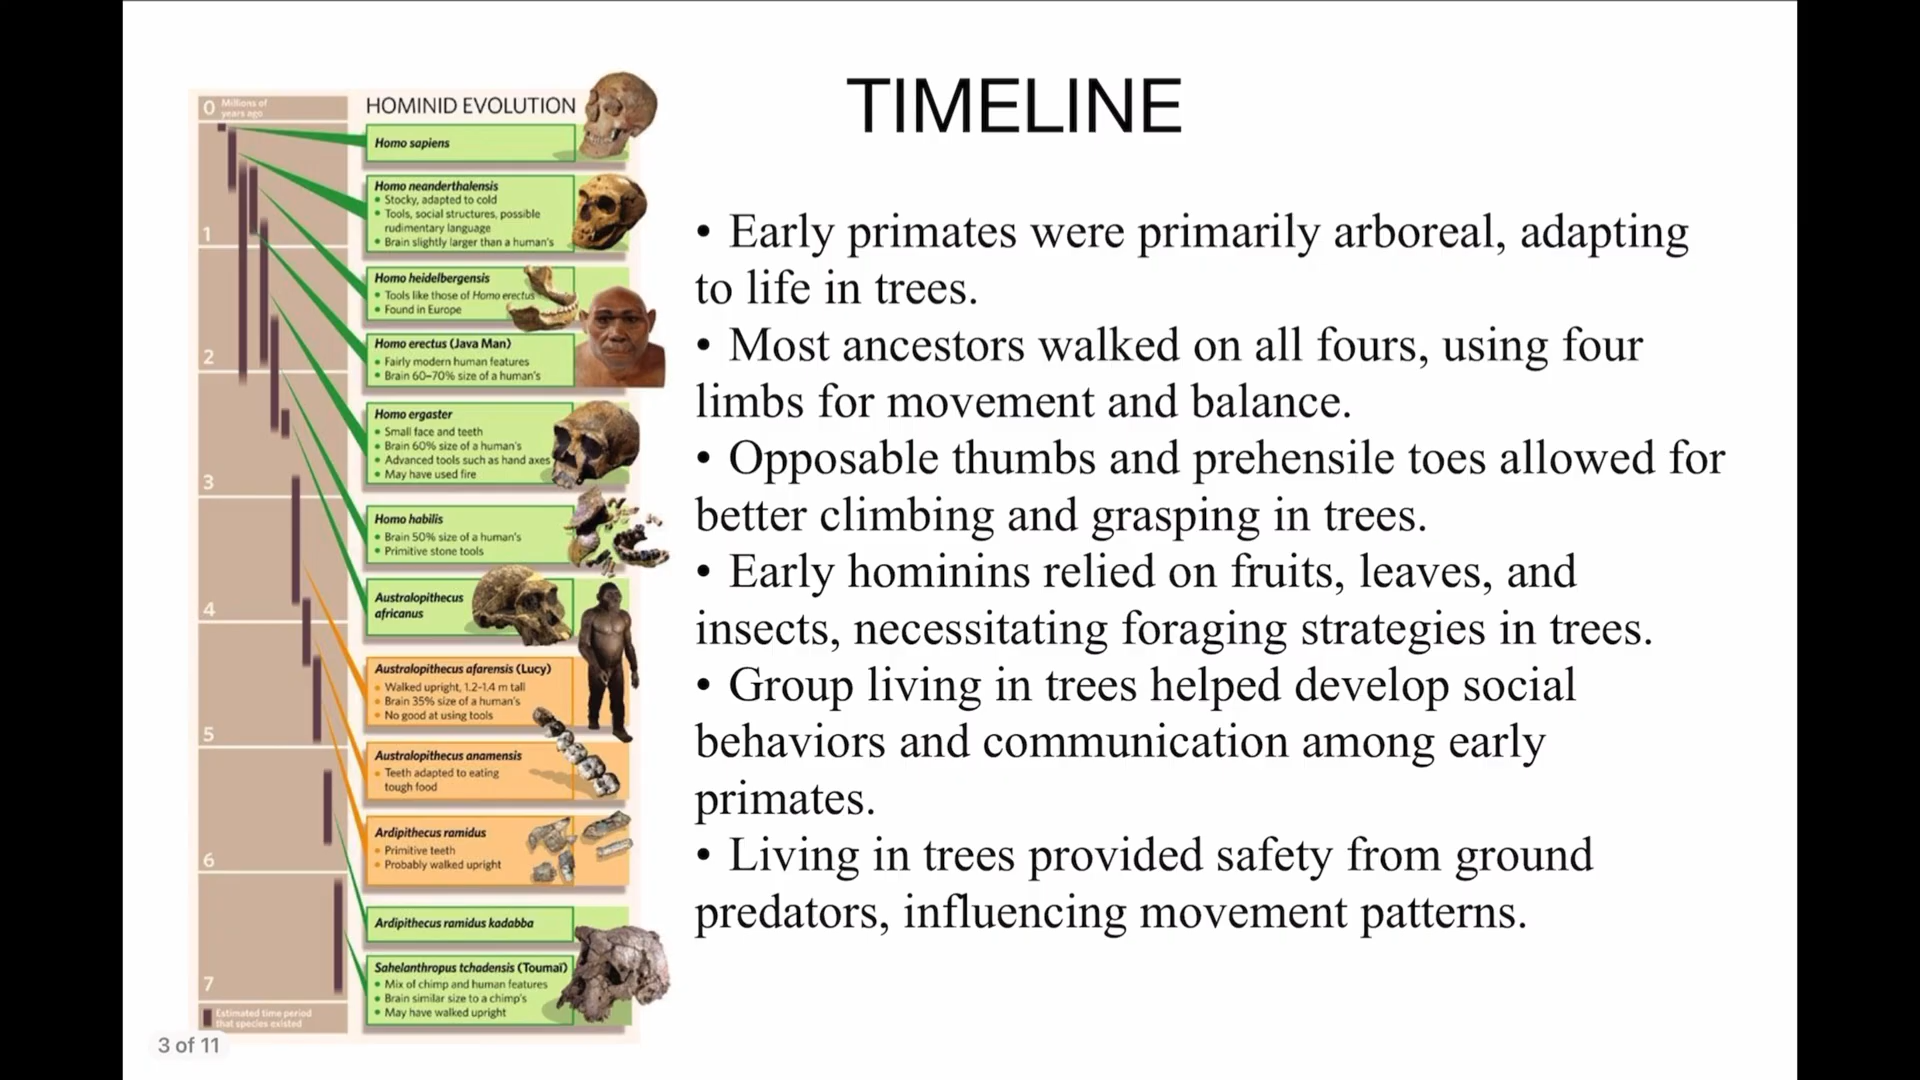 TIMELINE
0 Millions of
years ago
HOMINID EVOLUTION
Homo sapiens
Homo neanderthalensis
• Stocky, adapted to cold
• Tools, social structures, possible
rudimentary language
• Brain slightly larger than a human's
1
Homo heidelbergensis
• Tools like those of Homo erectus
• Found in Europe
Homo erectus (Java Man)
• Fairly modern human features
• Brain 60–70% size of a human's
2
Homo ergaster
• Small face and teeth
• Brain 60% size of a human's
• Advanced tools such as hand axes
• May have used fire
3
Homo habilis
• Brain 50% size of a human's
• Primitive stone tools
Australopithecus
africanus
4
Australopithecus afarensis (Lucy)
• Walked upright, 1.2-1.4 m tall
• Brain 35% size of a human's
• No good at using tools
5
Australopithecus anamensis
• Teeth adapted to eating
tough food
Ardipithecus ramidus
• Primitive teeth
• Probably walked upright
6
Ardipithecus ramidus kadabba
Sahelanthropus tchadensis (Toumaï)
• Mix of chimp and human features
• Brain similar size to a chimp's
• May have walked upright
7
Estimated time period
that species existed
• Early primates were primarily arboreal, adapting
to life in trees.
• Most ancestors walked on all fours, using four
limbs for movement and balance.
• Opposable thumbs and prehensile toes allowed for
better climbing and grasping in trees.
• Early hominins relied on fruits, leaves, and
insects, necessitating foraging strategies in trees.
• Group living in trees helped develop social
behaviors and communication among early
primates.
• Living in trees provided safety from ground
predators, influencing movement patterns.
3 of 11